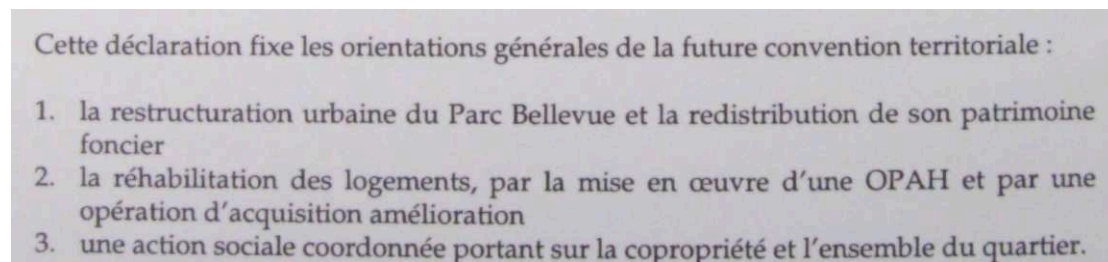 Cette déclaration fixe les orientations générales de la future convention territoriale :
1. la restructuration urbaine du Parc Bellevue et la redistribution de son patrimoine
foncier
2. la réhabilitation des logements, par la mise en œuvre d'une OPAH et par une
opération d'acquisition amélioration
3. une action sociale coordonnée portant sur la copropriété et l'ensemble du quartier.